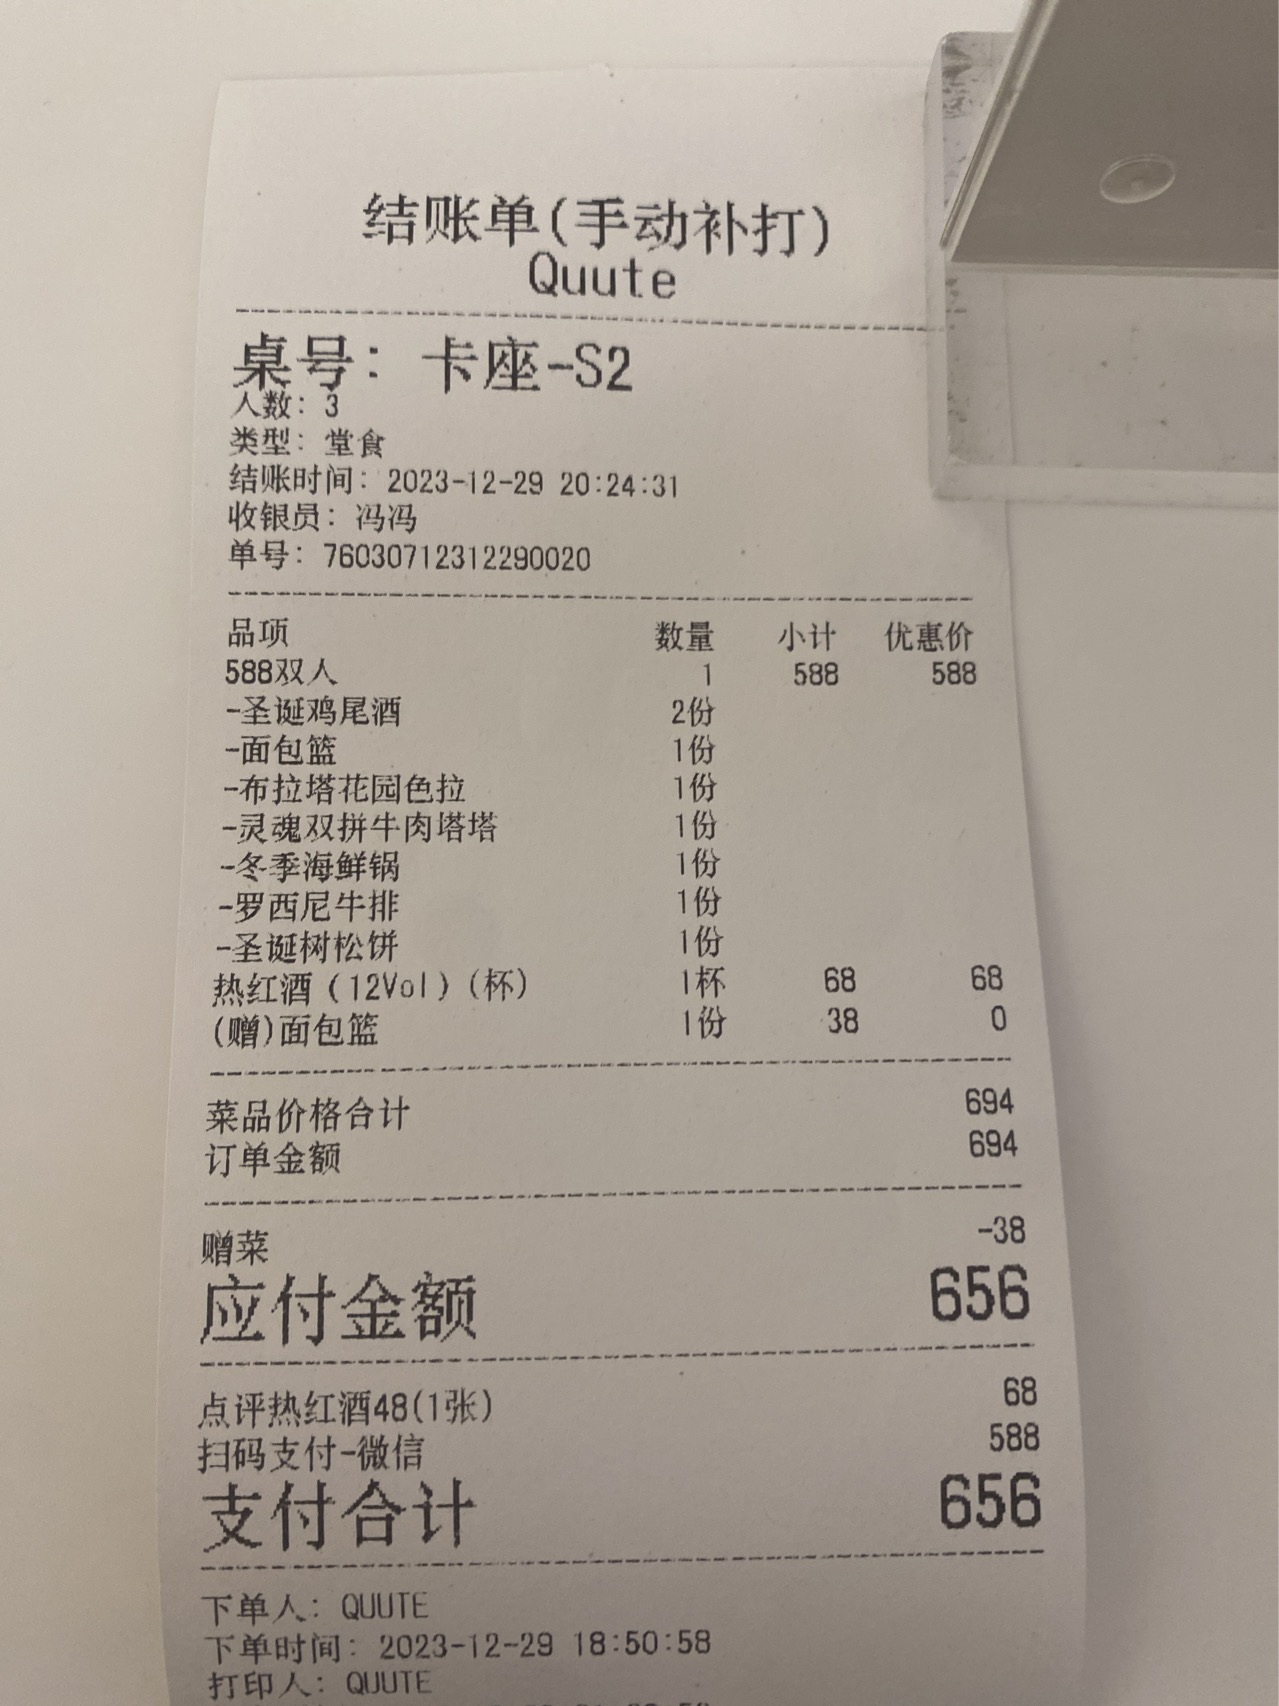 结账单(手动补打)
Quute
桌号: 卡座-S2
人数: 3
类型: 堂食
结账时间: 2023-12-29 20:24:31
收银员: 冯冯
单号: 76030712312290020
品项 数量 小计 优惠价
588双人 1 588 588
-圣诞鸡尾酒 2份
-面包篮 1份
-布拉塔花园色拉 1份
-灵魂双拼牛肉塔塔 1份
-冬季海鲜锅 1份
-罗西尼牛排 1份
-圣诞树松饼 1份
热红酒(12Vol)(杯) 1杯 68 68
(赠)面包篮 1份 38 0
菜品价格合计 694
订单金额 694
赠菜 -38
应付金额 656
点评热红酒48(1张) 68
扫码支付-微信 588
支付合计 656
下单人: QUUTE
下单时间: 2023-12-29 18:50:58
打印人: QUUTE